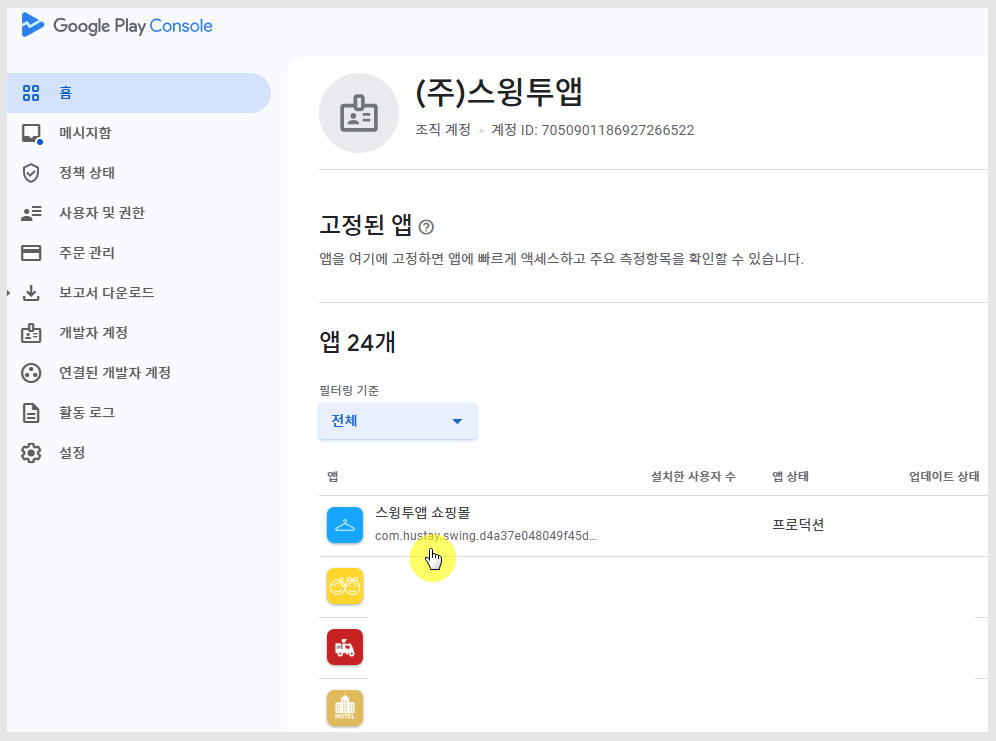 Google Play Console
홈
메시지함
정책 상태
사용자 및 권한
주문 관리
보고서 다운로드
개발자 계정
연결된 개발자 계정
활동 로그
설정
(주)스윙투앱
조직 계정 • 계정 ID: 7050901186927266522
고정된 앱
앱을 여기에 고정하면 앱에 빠르게 액세스하고 주요 측정항목을 확인할 수 있습니다.
앱 24개
필터링 기준
전체
앱 설치한 사용자 수 앱 상태 업데이트 상태
스윙투앱 쇼핑몰
com.hustay.swing.d4a37e048049f45d…
프로덕션
HOTEL